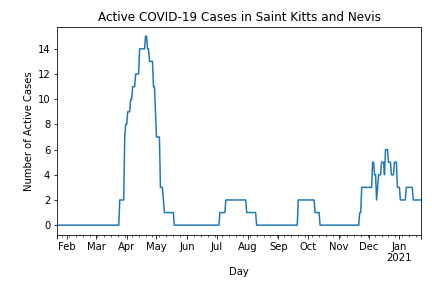 Active COVID-19 Cases in Saint Kitts and Nevis
Number of Active Cases
14
12
10
8
6
4
2
0
Feb Mar Apr May Jun Jul Aug Sep Oct Nov Dec Jan
2021
Day